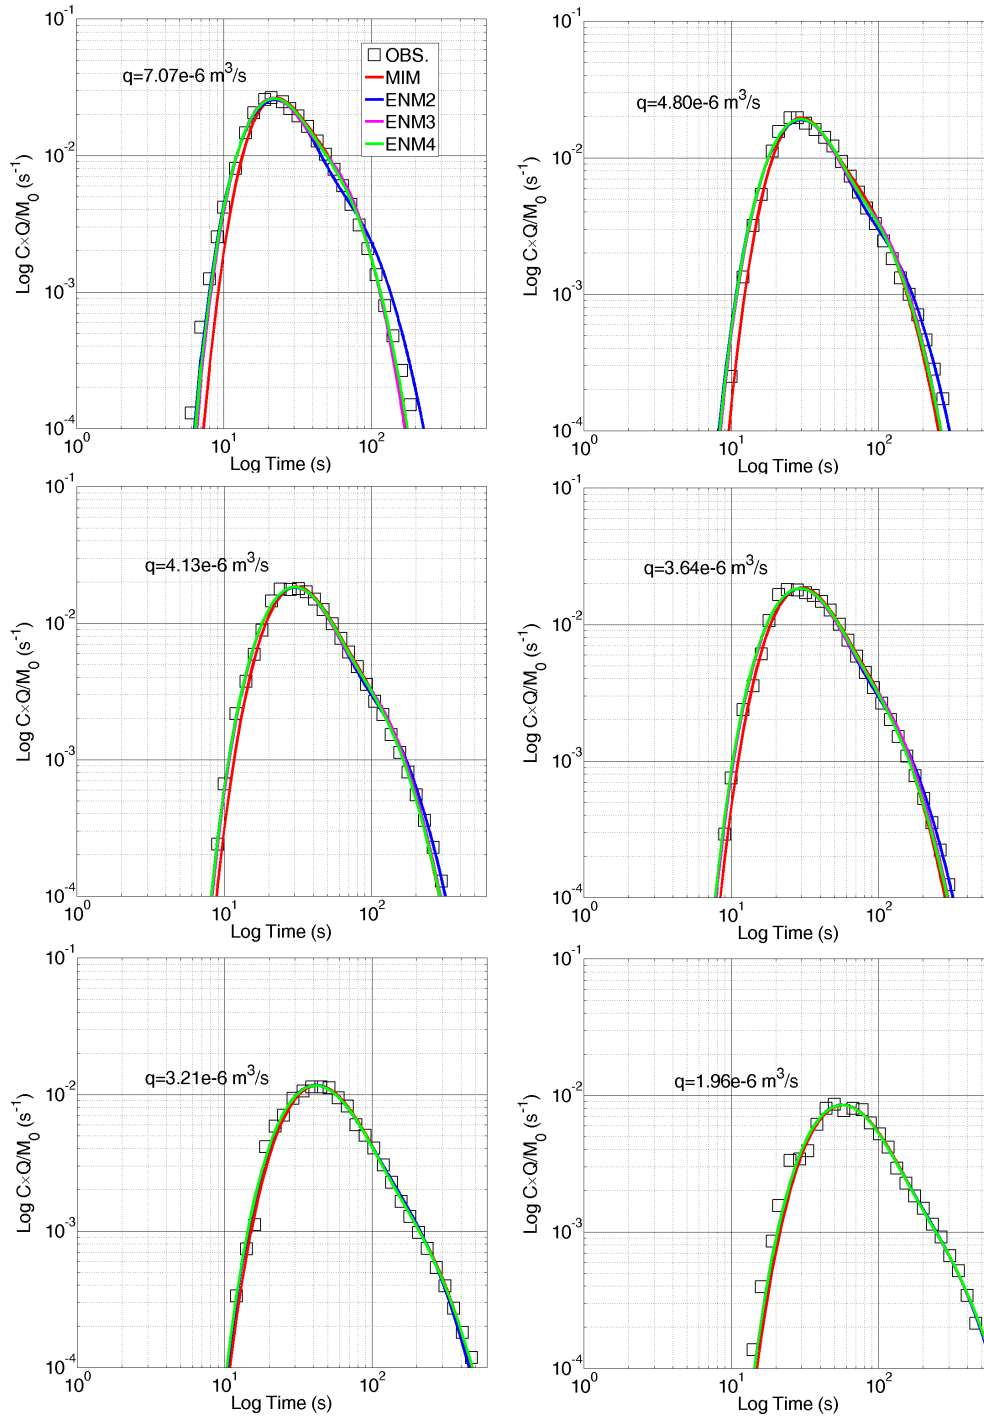 10^-1
10^-2
10^-3
10^-4
10^0
10^1
10^2
Log C×Q/M_0 (s^-1)
Log Time (s)
q=7.07e-6 m^3/s
OBS.
MIM
ENM2
ENM3
ENM4
10^-1
10^-2
10^-3
10^-4
10^0
10^1
10^2
Log C×Q/M_0 (s^-1)
Log Time (s)
q=4.80e-6 m^3/s
10^-1
10^-2
10^-3
10^-4
10^0
10^1
10^2
Log C×Q/M_0 (s^-1)
Log Time (s)
q=4.13e-6 m^3/s
10^-1
10^-2
10^-3
10^-4
10^0
10^1
10^2
Log C×Q/M_0 (s^-1)
Log Time (s)
q=3.64e-6 m^3/s
10^-1
10^-2
10^-3
10^-4
10^0
10^1
10^2
Log C×Q/M_0 (s^-1)
Log Time (s)
q=3.21e-6 m^3/s
10^-1
10^-2
10^-3
10^-4
10^0
10^1
10^2
Log C×Q/M_0 (s^-1)
Log Time (s)
q=1.96e-6 m^3/s